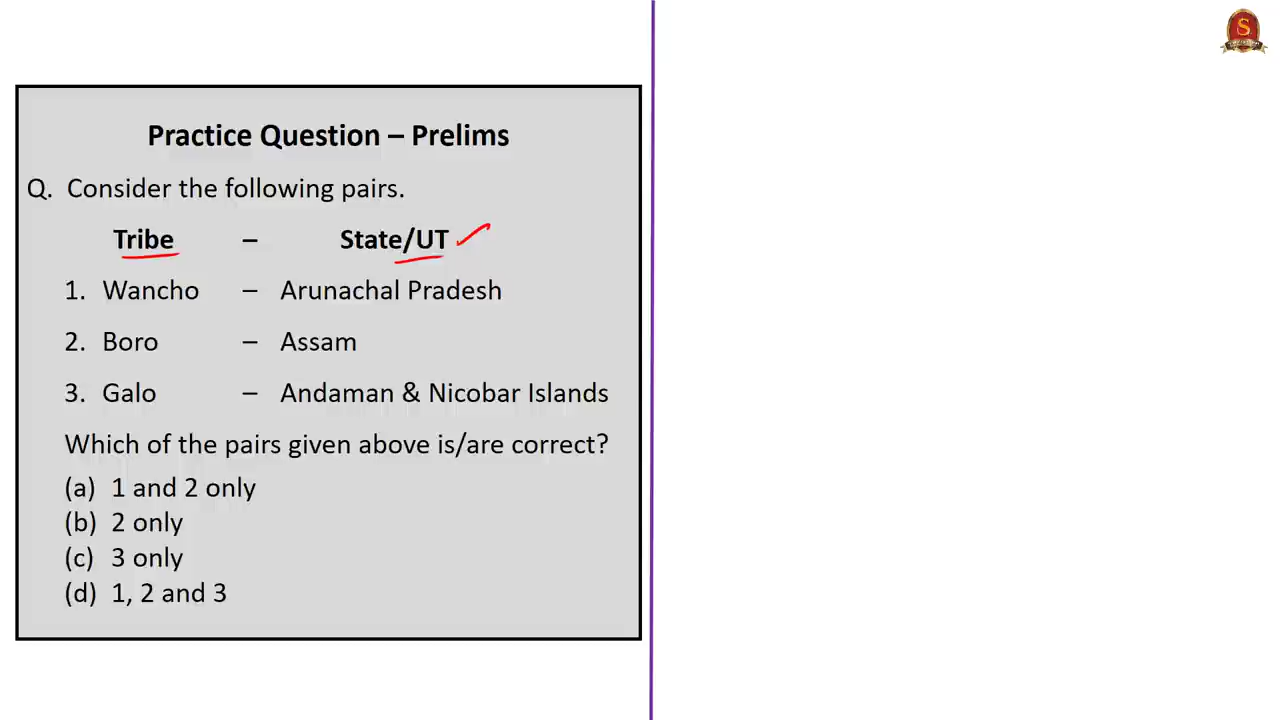 Practice Question – Prelims
Q. Consider the following pairs.
Tribe – State/UT
1. Wancho – Arunachal Pradesh
2. Boro – Assam
3. Galo – Andaman & Nicobar Islands
Which of the pairs given above is/are correct?
(a) 1 and 2 only
(b) 2 only
(c) 3 only
(d) 1, 2 and 3
S